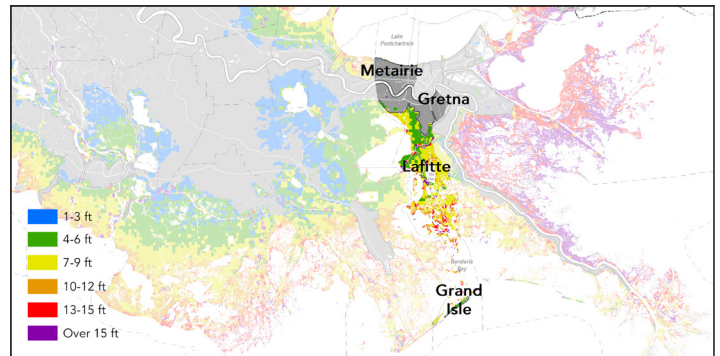 Lake
Pontchartrain
Metairie
Gretna
Lafitte
Barataria
Bay
Grand
Isle
1-3 ft
4-6 ft
7-9 ft
10-12 ft
13-15 ft
Over 15 ft